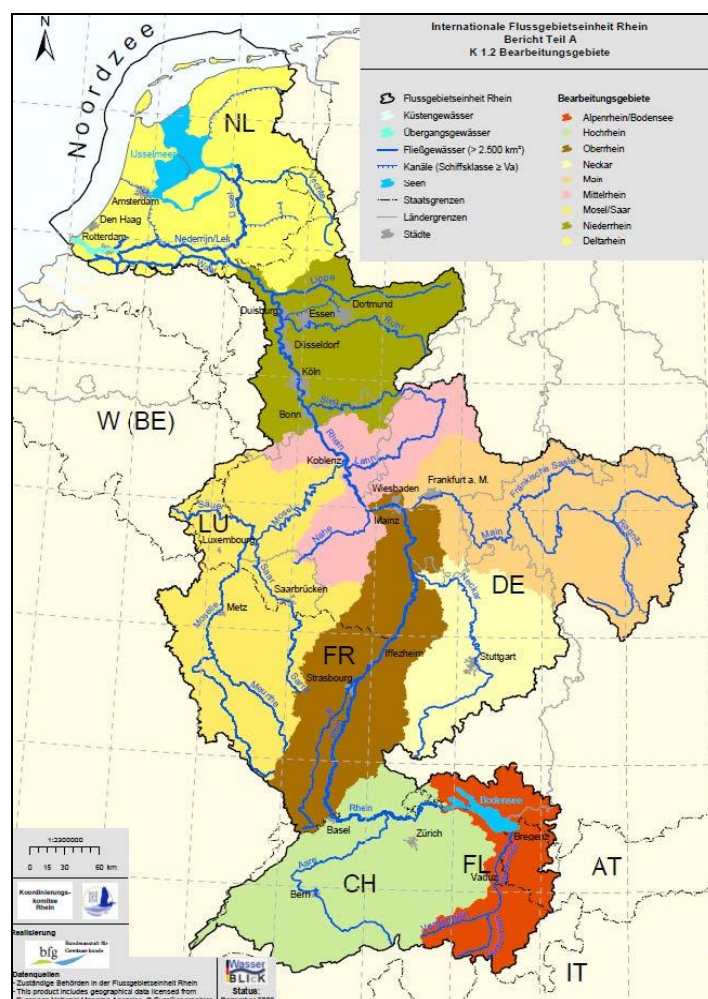 Internationale Flussgebietseinheit Rhein
Bericht Teil A
K 1.2 Bearbeitungsgebiete
Flussgebietseinheit Rhein
Küstengewässer
Übergangsgewässer
Fließgewässer (> 2.500 km²)
Kanäle (Schiffsklasse ≥ Va)
Seen
Staatsgrenzen
Ländergrenzen
Städte
Bearbeitungsgebiete
Alpenrhein/Bodensee
Hochrhein
Oberrhein
Neckar
Main
Mittelrhein
Mosel/Saar
Niederrhein
Deltarhein
N
Noordzee
NL
IJsselmeer
Amsterdam
Den Haag
Rotterdam
IJssel
Vechte
Nederrijn/Lek
Waal
Lippe
Duisburg
Essen
Dortmund
Ruhr
Düsseldorf
Köln
W (BE)
Sieg
Bonn
Rhein
Koblenz
Lahn
Wiesbaden
Frankfurt a. M.
Fränkische Saale
Mosel
Sauer
LU
Luxembourg
Nahe
Mainz
Main
Regnitz
Saar
Saarbrücken
Neckar
DE
Moselle
Metz
FR
Iffezheim
Stuttgart
Sarre
Strasbourg
Meurthe
Rhein
Rhein
Bodensee
Basel
Zürich
Bregenz
Aare
FL
Vaduz
AT
Bern
CH
IT
1:2300000
0 15 30 60 km
Koordinierungs-
komitee
Rhein
Realisierung
bfg
Bundesanstalt für
Gewässerkunde
Datenquellen
- Zuständige Behörden in der Flussgebietseinheit Rhein
- This product includes geographical data licensed from
Wasser
BLIcK
Status: